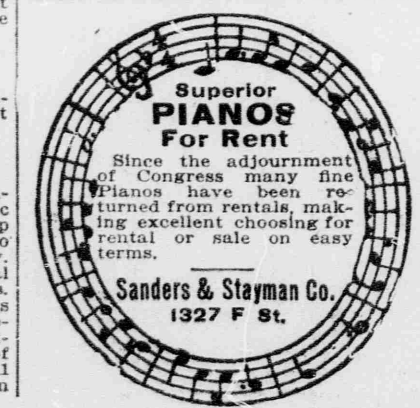 Superior
PIANOS
For Rent
Since the adjournment
of Congress many fine
Pianos have been re-
turned from rentals, mak-
ing excellent choosing for
rental or sale on easy
terms.
Sanders & Stayman Co.
1327 F St.